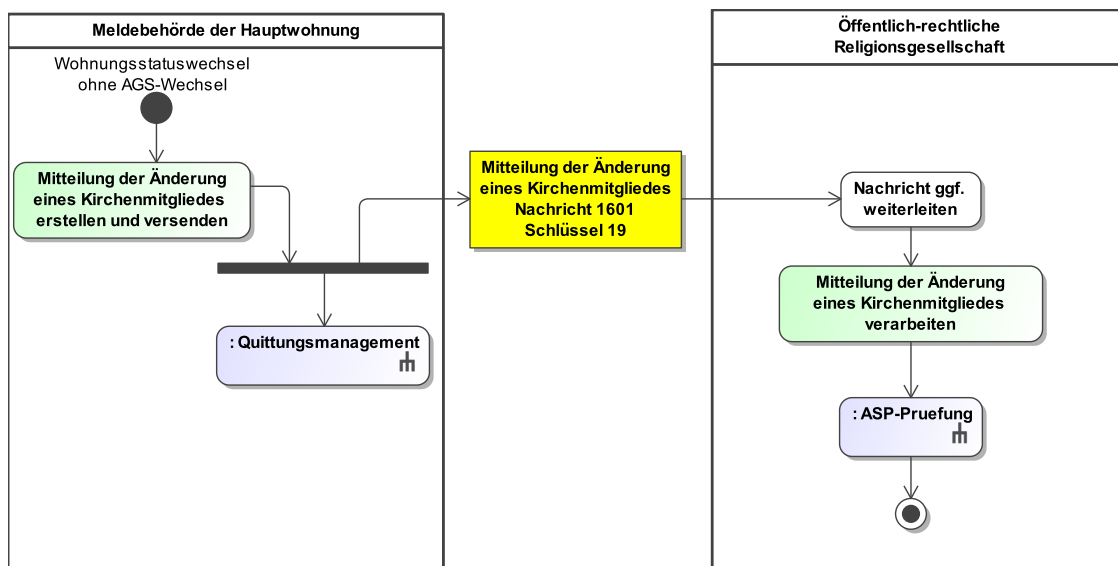 Meldebehörde der Hauptwohnung
Wohnungsstatuswechsel
ohne AGS-Wechsel
Mitteilung der Änderung
eines Kirchenmitgliedes
erstellen und versenden
: Quittungsmanagement
Mitteilung der Änderung
eines Kirchenmitgliedes
Nachricht 1601
Schlüssel 19
Öffentlich-rechtliche
Religionsgesellschaft
Nachricht ggf.
weiterleiten
Mitteilung der Änderung
eines Kirchenmitgliedes
verarbeiten
: ASP-Pruefung